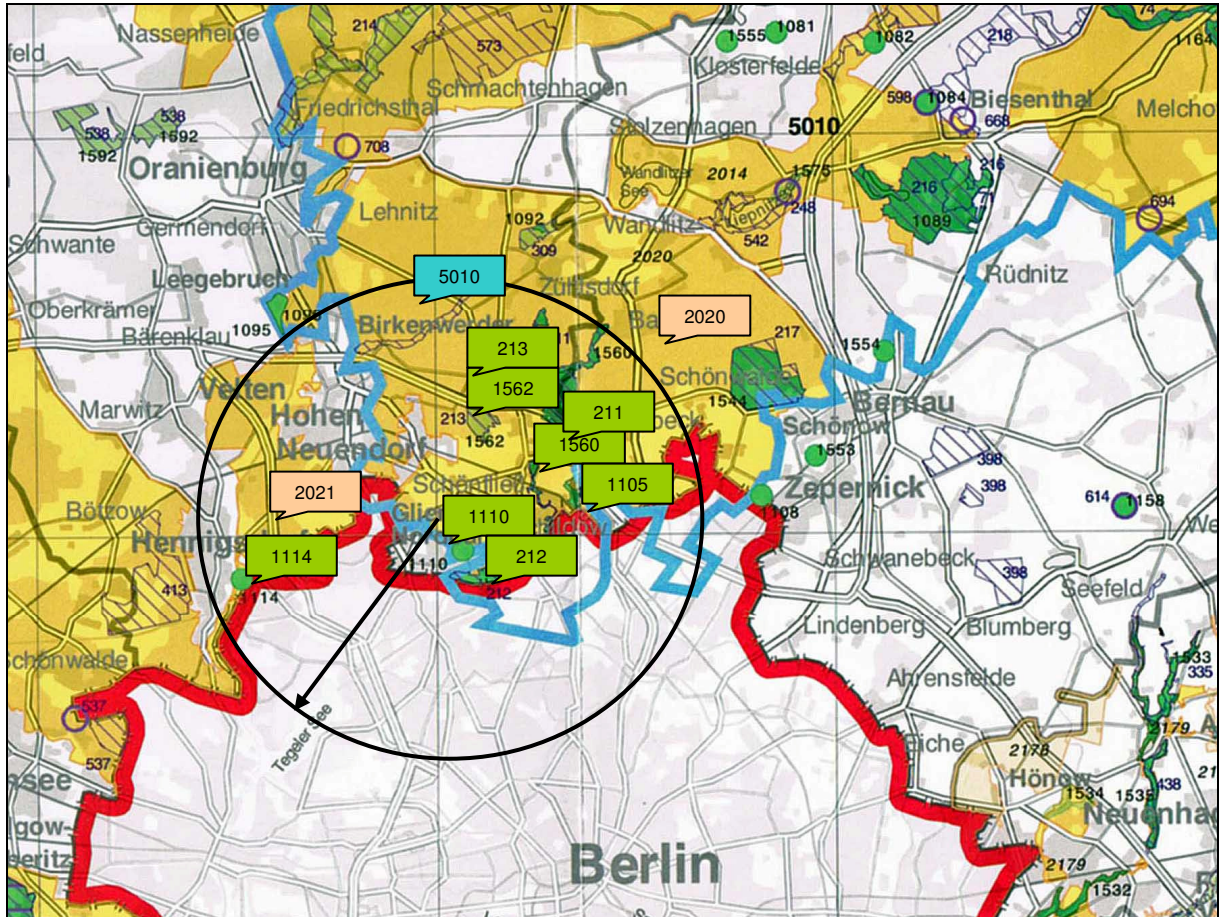 Nassenheide
214
573
1555
1081
1082
218
74
1164
Klosterfelde
Schmachtenhagen
Friedrichsthal
538
538
1592
1592
598
1084
Biesenthal
668
Stolzenhagen
5010
708
Oranienburg
Wandlitzer
See
2014
1575
216
216
Lehnitz
248
1089
694
1092
Wandlitz
542
Germendorf
Schwante
309
2020
Leegebruch
5010
Rüdnitz
Oberkrämer
1095
Bärenklau
1095
Birkenwerder
2020
213
217
1560
1554
Velten
1562
Schönwalde
1544
Marwitz
Hohen
Neuendorf
213
1562
211
Bernau
Schönow
1560
1553
398
398
2021
1105
Zepernick
614
1158
Bötzow
1110
1108
1114
1110
212
Schwanebeck
398
Seefeld
413
1114
212
Lindenberg
Blumberg
1533
335
Ahrensfelde
537
Tegeler See
Eiche
2178
2179
537
Hönow
438
1534
1535
2179
Berlin
1532